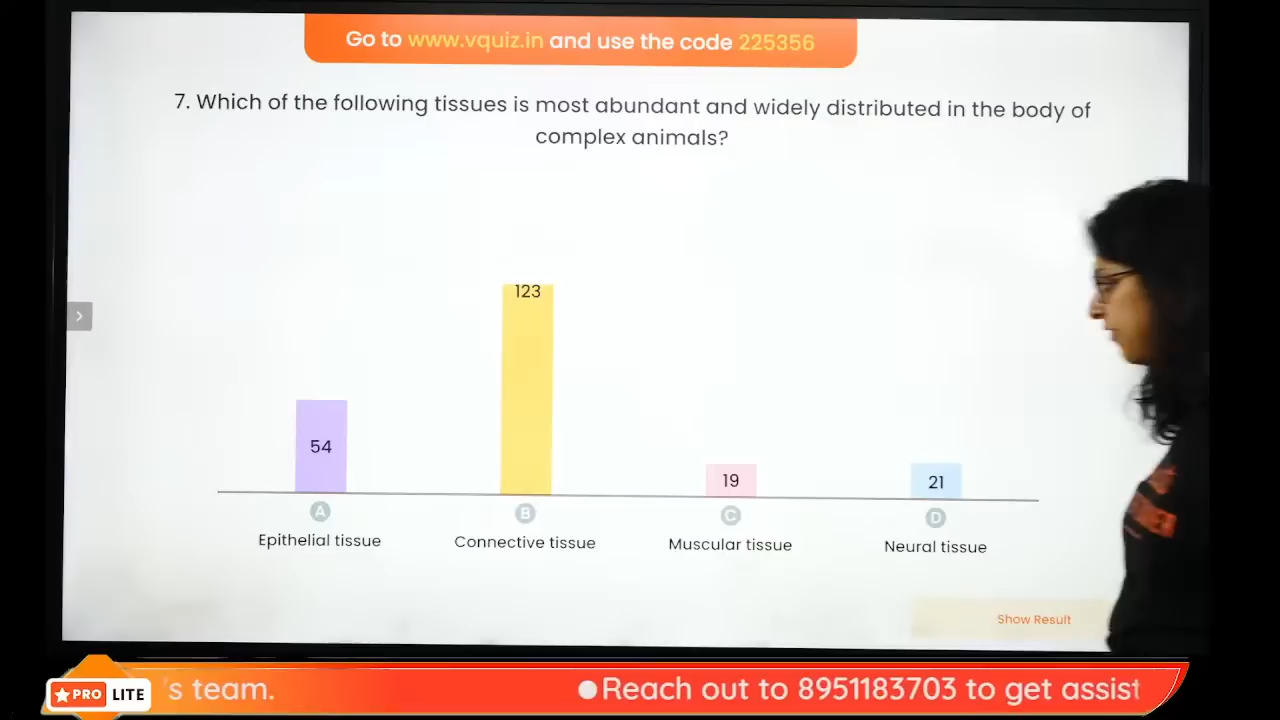 Go to www.vquiz.in and use the code 225356
7. Which of the following tissues is most abundant and widely distributed in the body of
complex animals?
123
54
19
21
A
B
C
D
Epithelial tissue
Connective tissue
Muscular tissue
Neural tissue
Show Result
PRO LITE
's team.
Reach out to 8951183703 to get assist